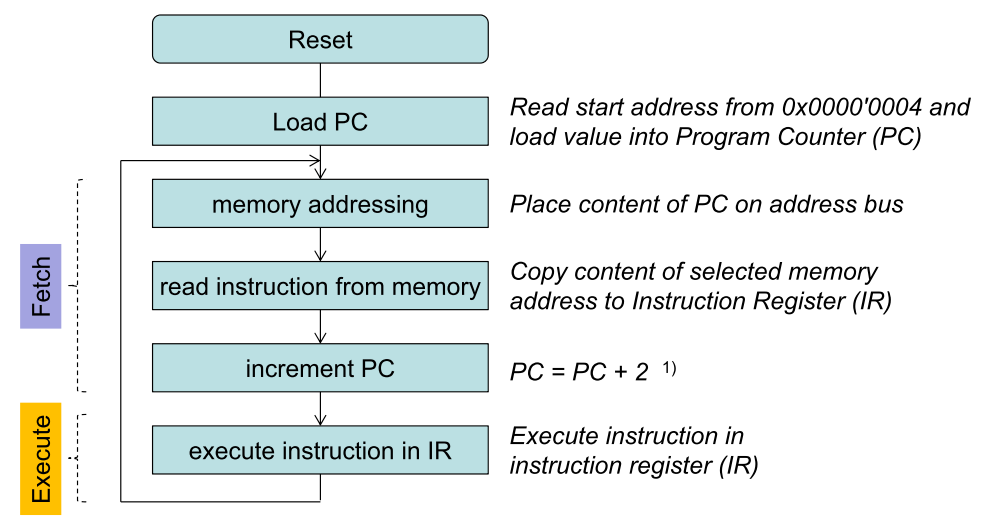 Reset
Load PC
Read start address from 0x0000'0004 and
load value into Program Counter (PC)
memory addressing
Place content of PC on address bus
Fetch
read instruction from memory
Copy content of selected memory
address to Instruction Register (IR)
increment PC
PC = PC + 2 1)
Execute
execute instruction in IR
Execute instruction in
instruction register (IR)